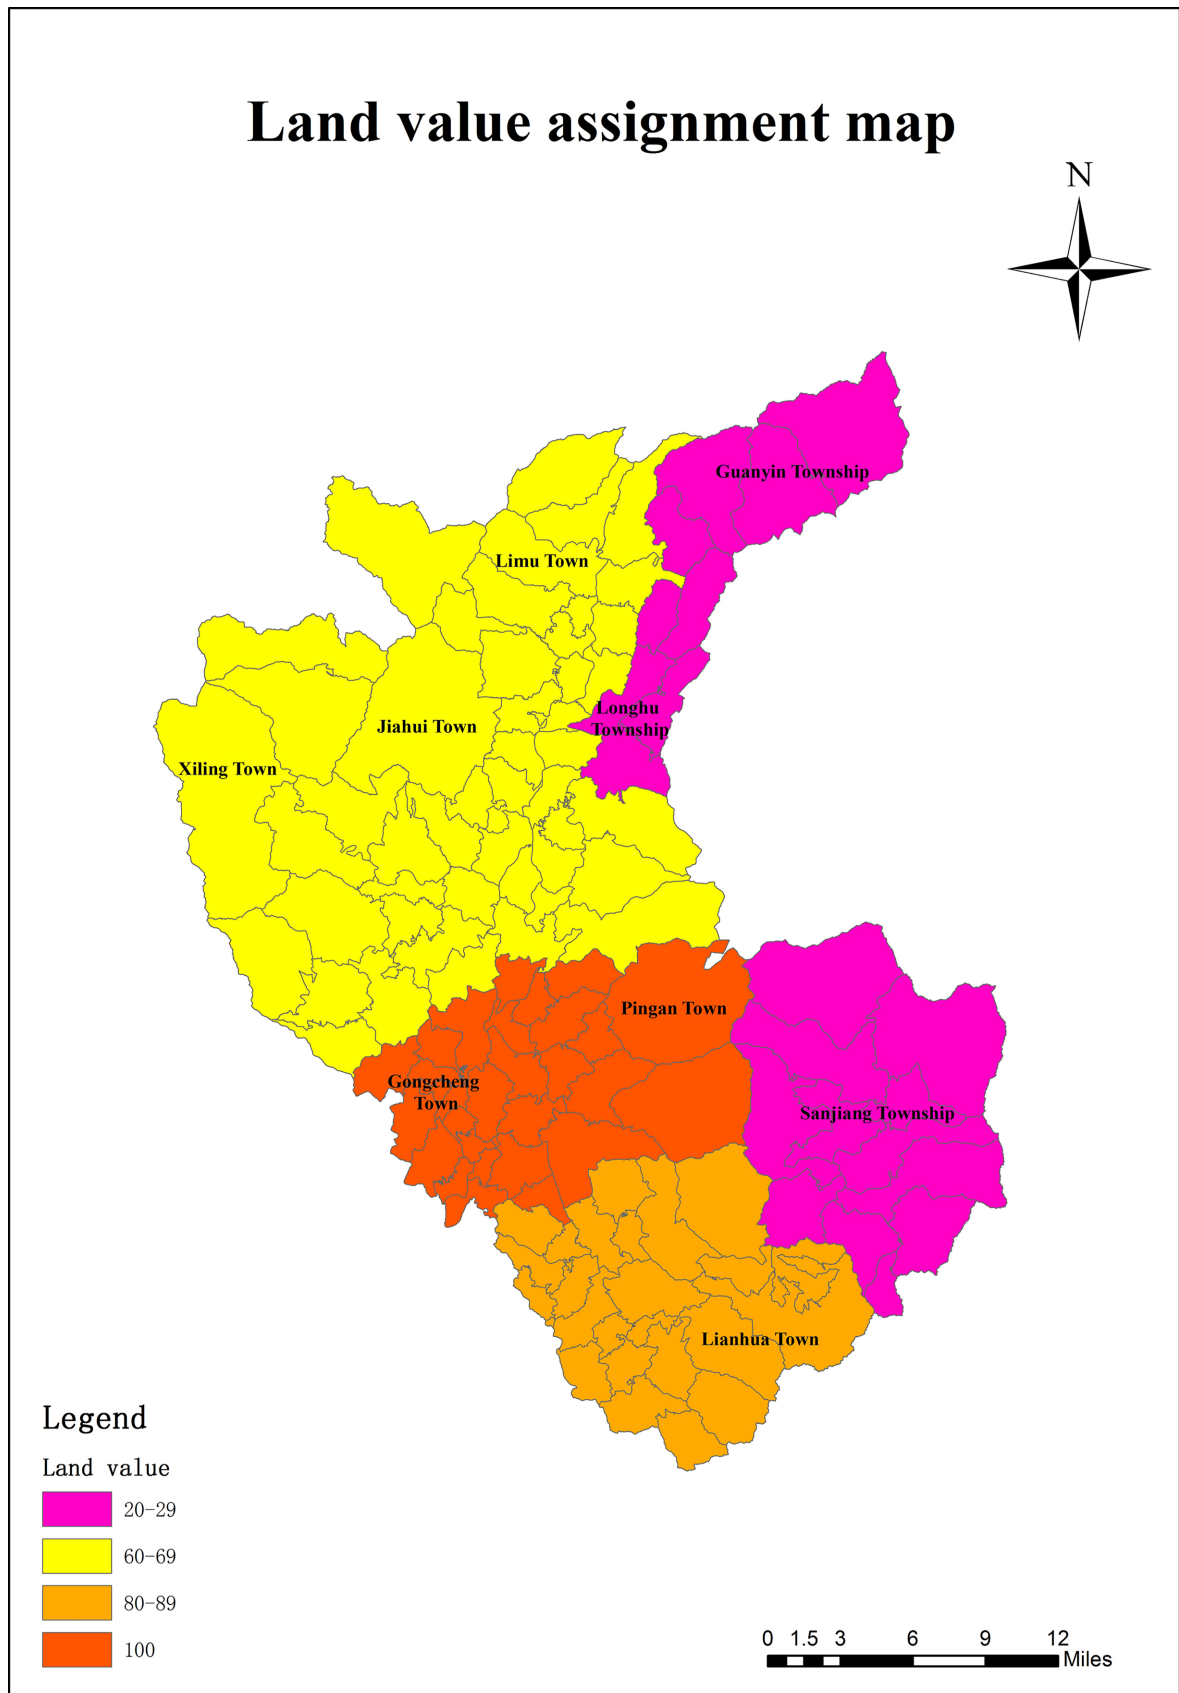 Land value assignment map
N
Guanyin Township
Limu Town
Longhu
Township
Jiahui Town
Xiling Town
Pingan Town
Gongcheng
Town
Sanjiang Township
Lianhua Town
Legend
Land value
20-29
60-69
80-89
100
0 1.5 3 6 9 12
Miles